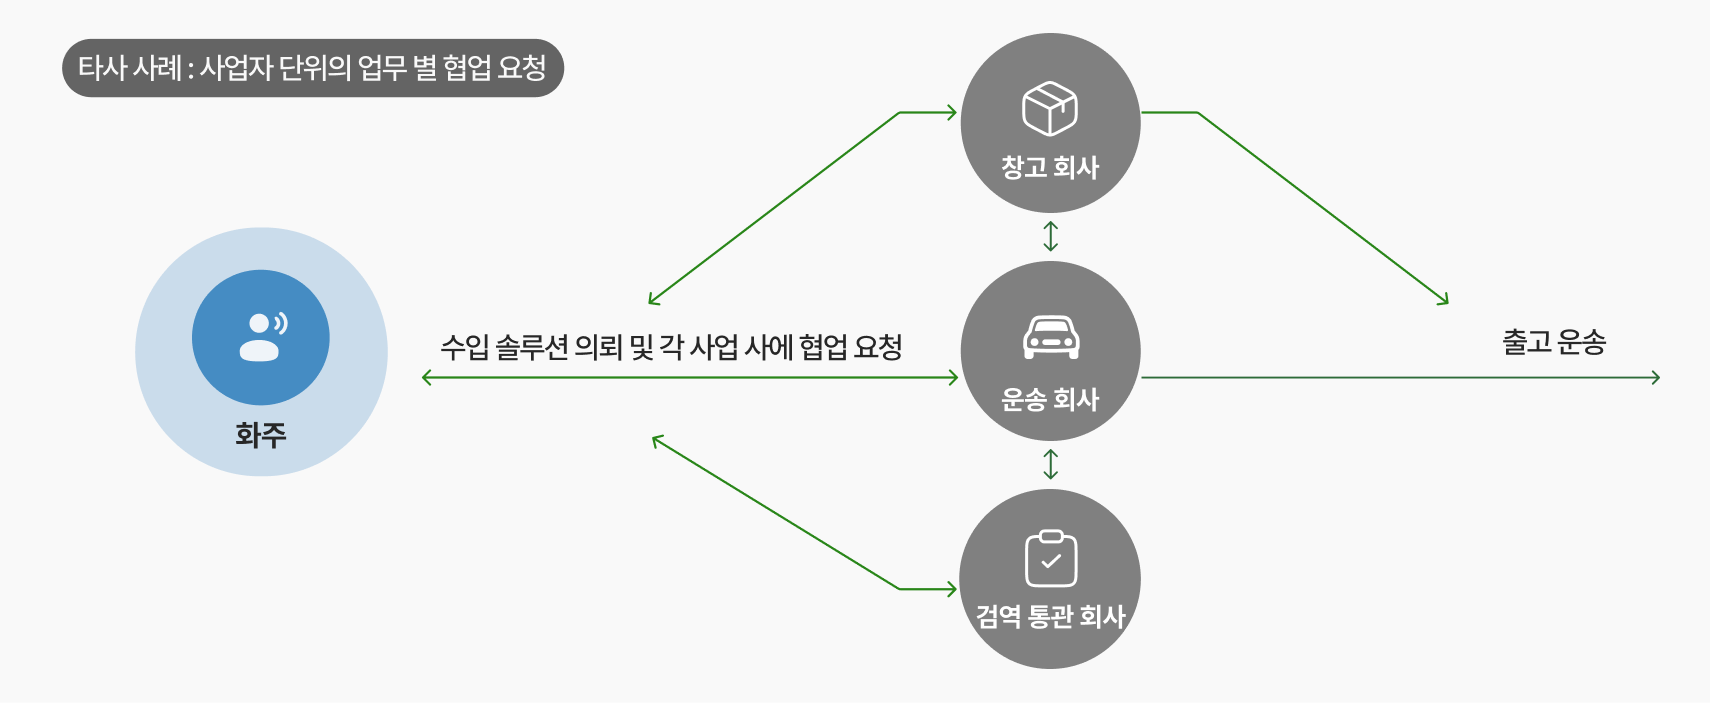 타사 사례 : 사업자 단위의 업무 별 협업 요청
창고 회사
수입 솔루션 의뢰 및 각 사업 사에 협업 요청
출고 운송
운송 회사
화주
검역 통관 회사